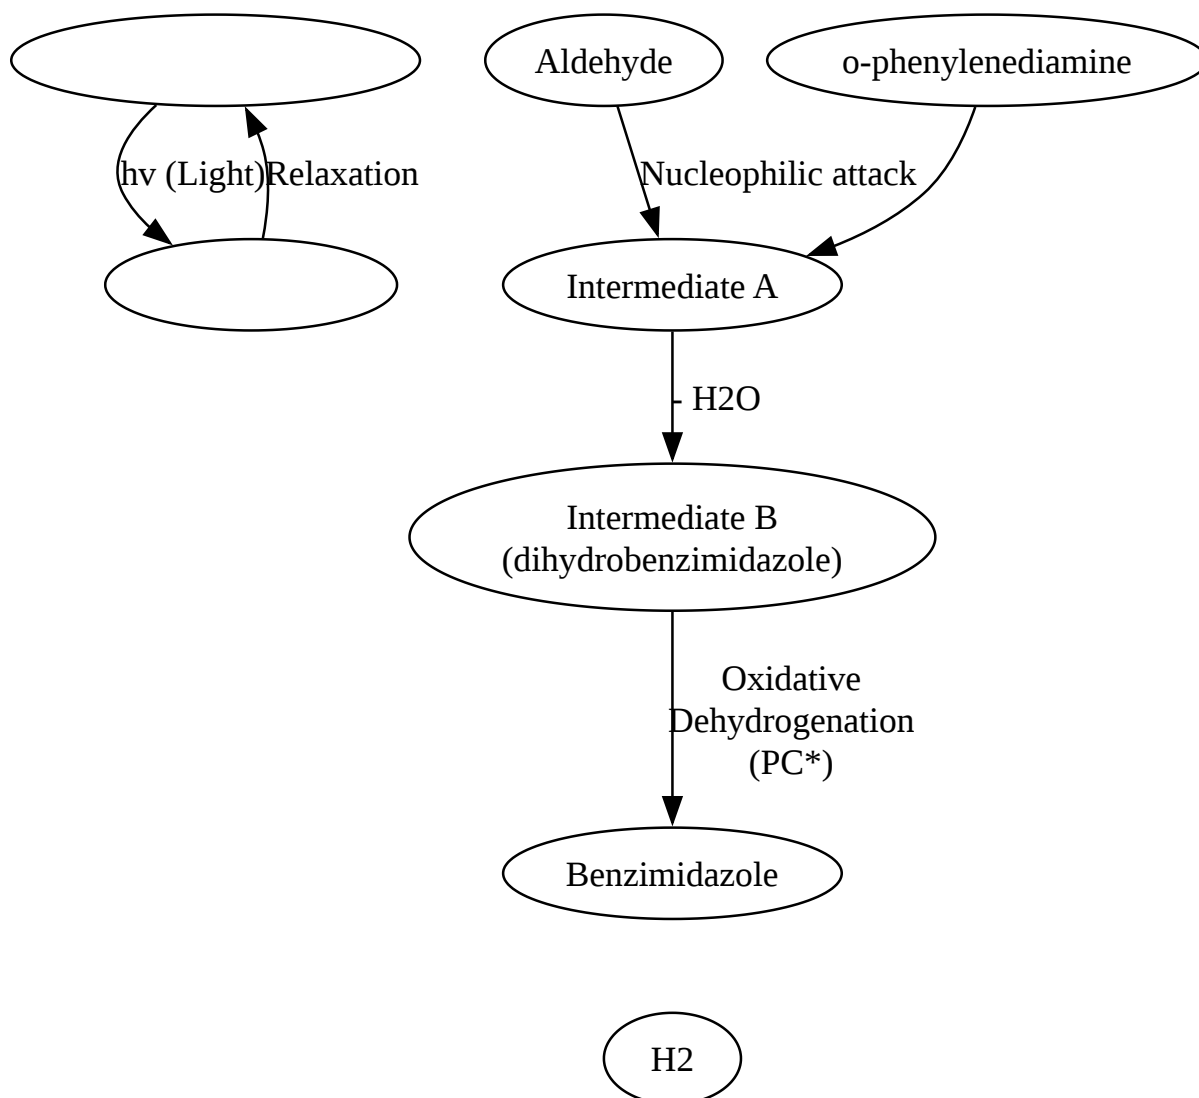 Aldehyde
o-phenylenediamine
hv (Light)
Relaxation
Nucleophilic attack
Intermediate A
- H2O
Intermediate B
(dihydrobenzimidazole)
Oxidative
Dehydrogenation
(PC*)
Benzimidazole
H2